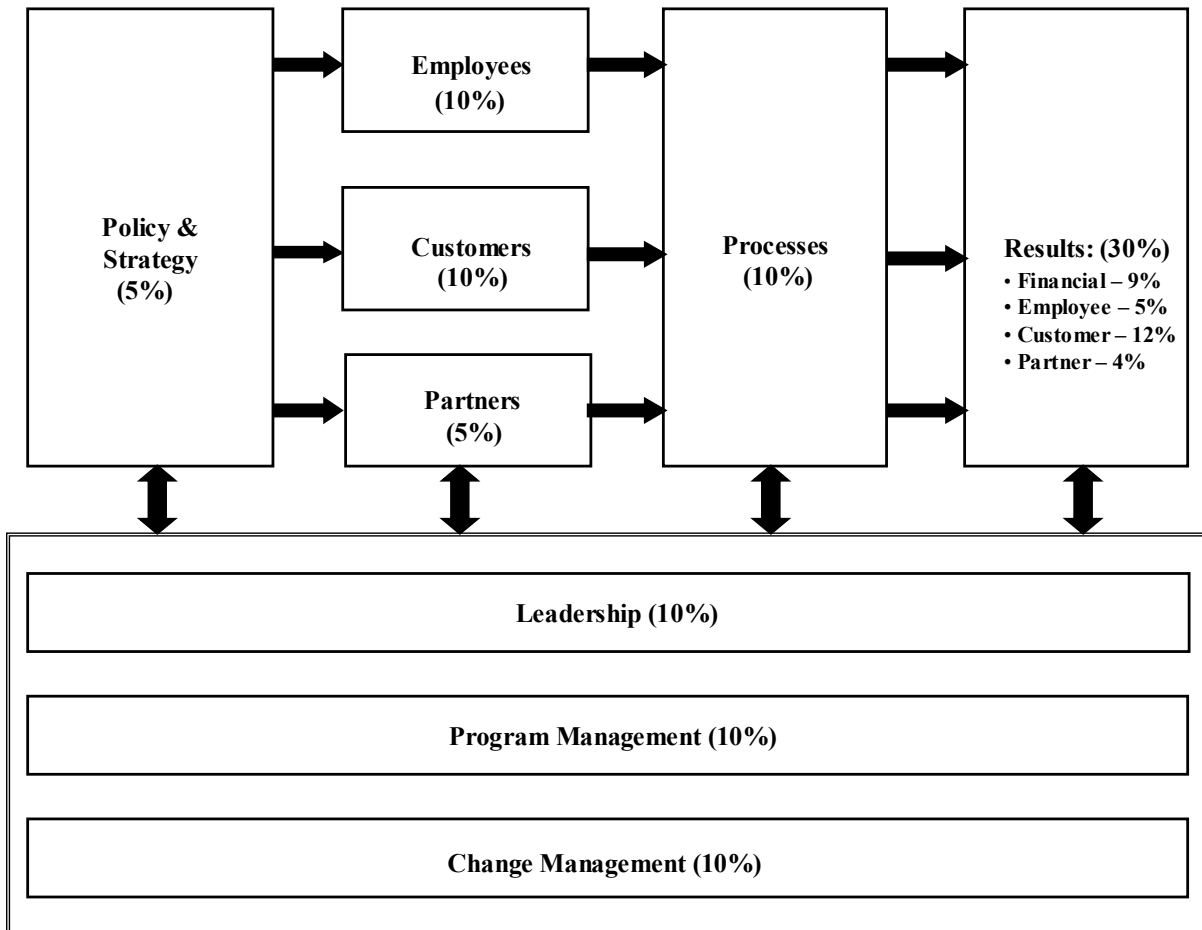 Policy &
Strategy
(5%)
Employees
(10%)
Customers
(10%)
Partners
(5%)
Processes
(10%)
Results: (30%)
• Financial – 9%
• Employee – 5%
• Customer – 12%
• Partner – 4%
Leadership (10%)
Program Management (10%)
Change Management (10%)